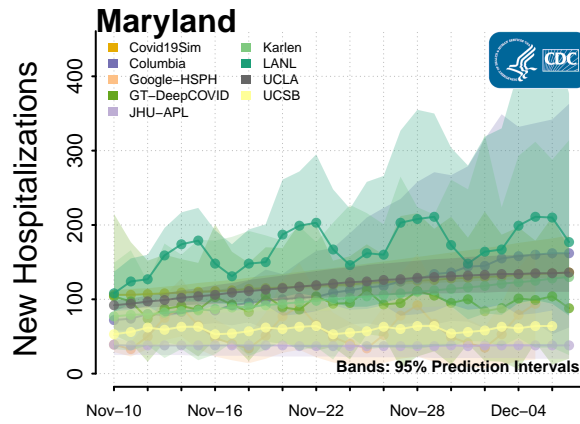 Maryland
Covid19Sim
Columbia
Google−HSPH
GT−DeepCOVID
JHU−APL
Karlen
LANL
UCLA
UCSB
CDC
New Hospitalizations
400
300
200
100
0
Bands: 95% Prediction Intervals
Nov−10 Nov−16 Nov−22 Nov−28 Dec−04